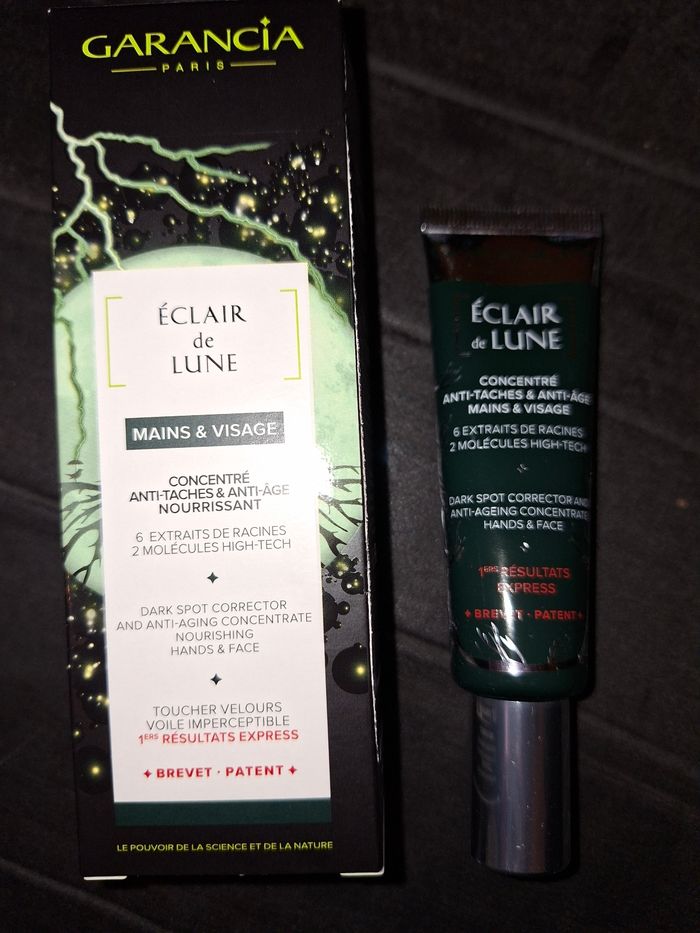 GARANCIA
PARIS
ÉCLAIR
de
LUNE
MAINS & VISAGE
CONCENTRÉ
ANTI-TACHES & ANTI-ÂGE
NOURRISSANT
6 EXTRAITS DE RACINES
2 MOLÉCULES HIGH-TECH
DARK SPOT CORRECTOR
AND ANTI-AGING CONCENTRATE
NOURISHING
HANDS & FACE
TOUCHER VELOURS
VOILE IMPERCEPTIBLE
1ERS RÉSULTATS EXPRESS
BREVET · PATENT
LE POUVOIR DE LA SCIENCE ET DE LA NATURE
ÉCLAIR
de LUNE
CONCENTRÉ
ANTI-TACHES & ANTI-ÂGE
MAINS & VISAGE
6 EXTRAITS DE RACINES
2 MOLÉCULES HIGH-TECH
DARK SPOT CORRECTOR AND
ANTI-AGEING CONCENTRATE
HANDS & FACE
1ERS RÉSULTATS
EXPRESS
BREVET · PATENT